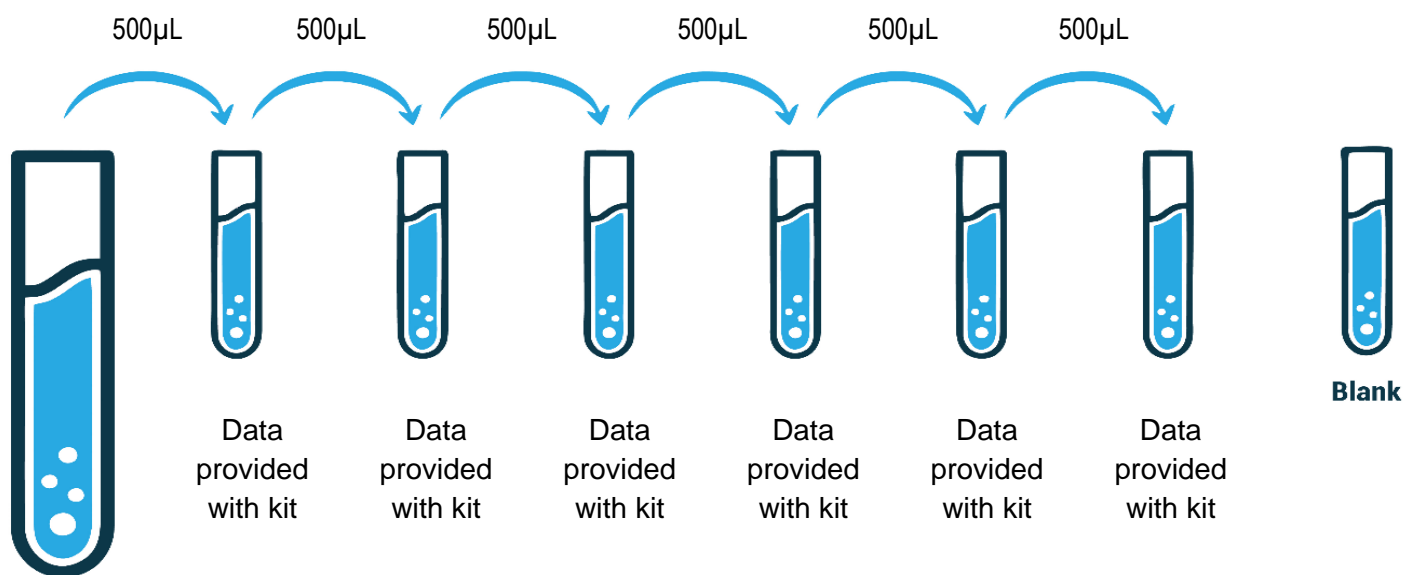 500µL 500µL 500µL 500µL 500µL 500µL
Blank
Data Data Data Data Data Data
provided provided provided provided provided provided
with kit with kit with kit with kit with kit with kit